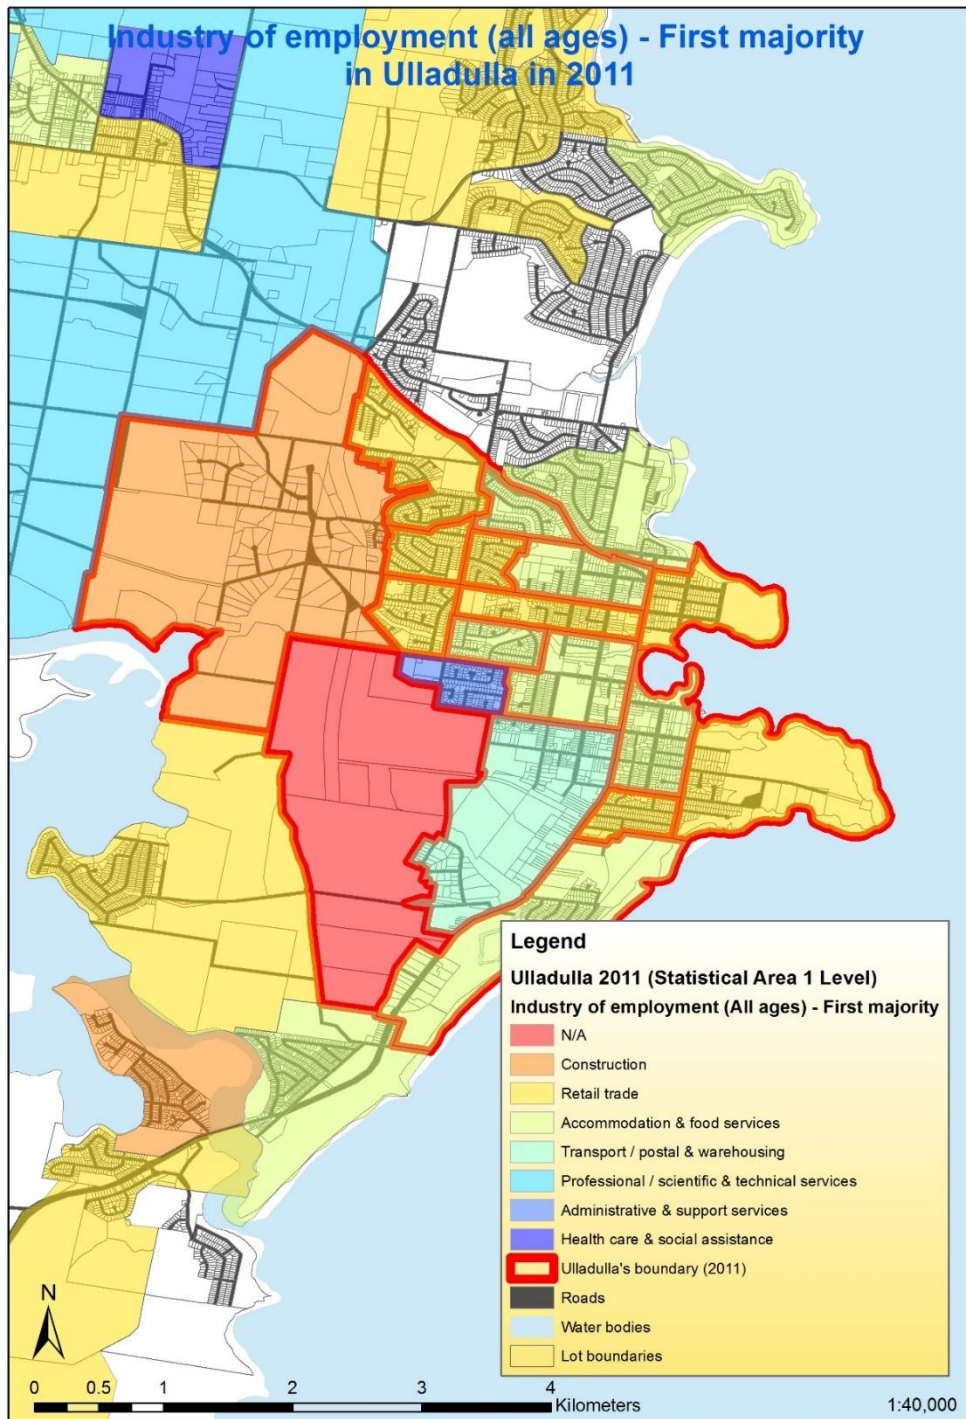 Industry of employment (all ages) - First majority
in Ulladulla in 2011
Legend
Ulladulla 2011 (Statistical Area 1 Level)
Industry of employment (All ages) - First majority
N/A
Construction
Retail trade
Accommodation & food services
Transport / postal & warehousing
Professional / scientific & technical services
Administrative & support services
Health care & social assistance
Ulladulla's boundary (2011)
Roads
Water bodies
Lot boundaries
N
0 0.5 1 2 3 4
Kilometers
1:40,000